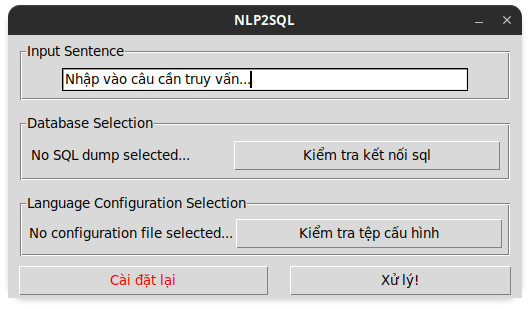 NLP2SQL
Input Sentence
Nhập vào câu cần truy vấn...
Database Selection
No SQL dump selected... Kiểm tra kết nối sql
Language Configuration Selection
No configuration file selected... Kiểm tra tệp cấu hình
Cài đặt lại Xử lý!